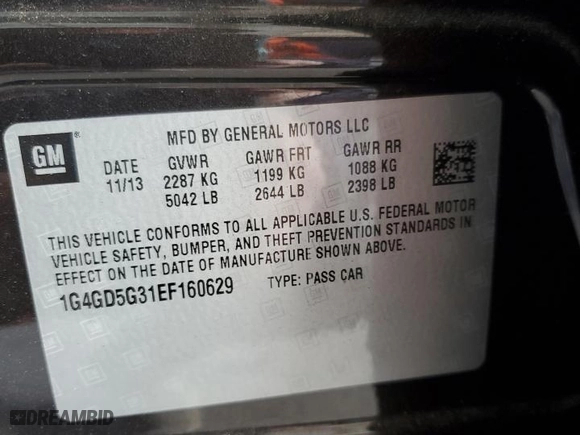 GM ®
MFD BY GENERAL MOTORS LLC
DATE GVWR GAWR FRT GAWR RR
11/13 2287 KG 1199 KG 1088 KG
5042 LB 2644 LB 2398 LB
THIS VEHICLE CONFORMS TO ALL APPLICABLE U.S. FEDERAL MOTOR
VEHICLE SAFETY, BUMPER, AND THEFT PREVENTION STANDARDS IN
EFFECT ON THE DATE OF MANUFACTURE SHOWN ABOVE.
1G4GD5G31EF160629 TYPE: PASS CAR
DREAMBID